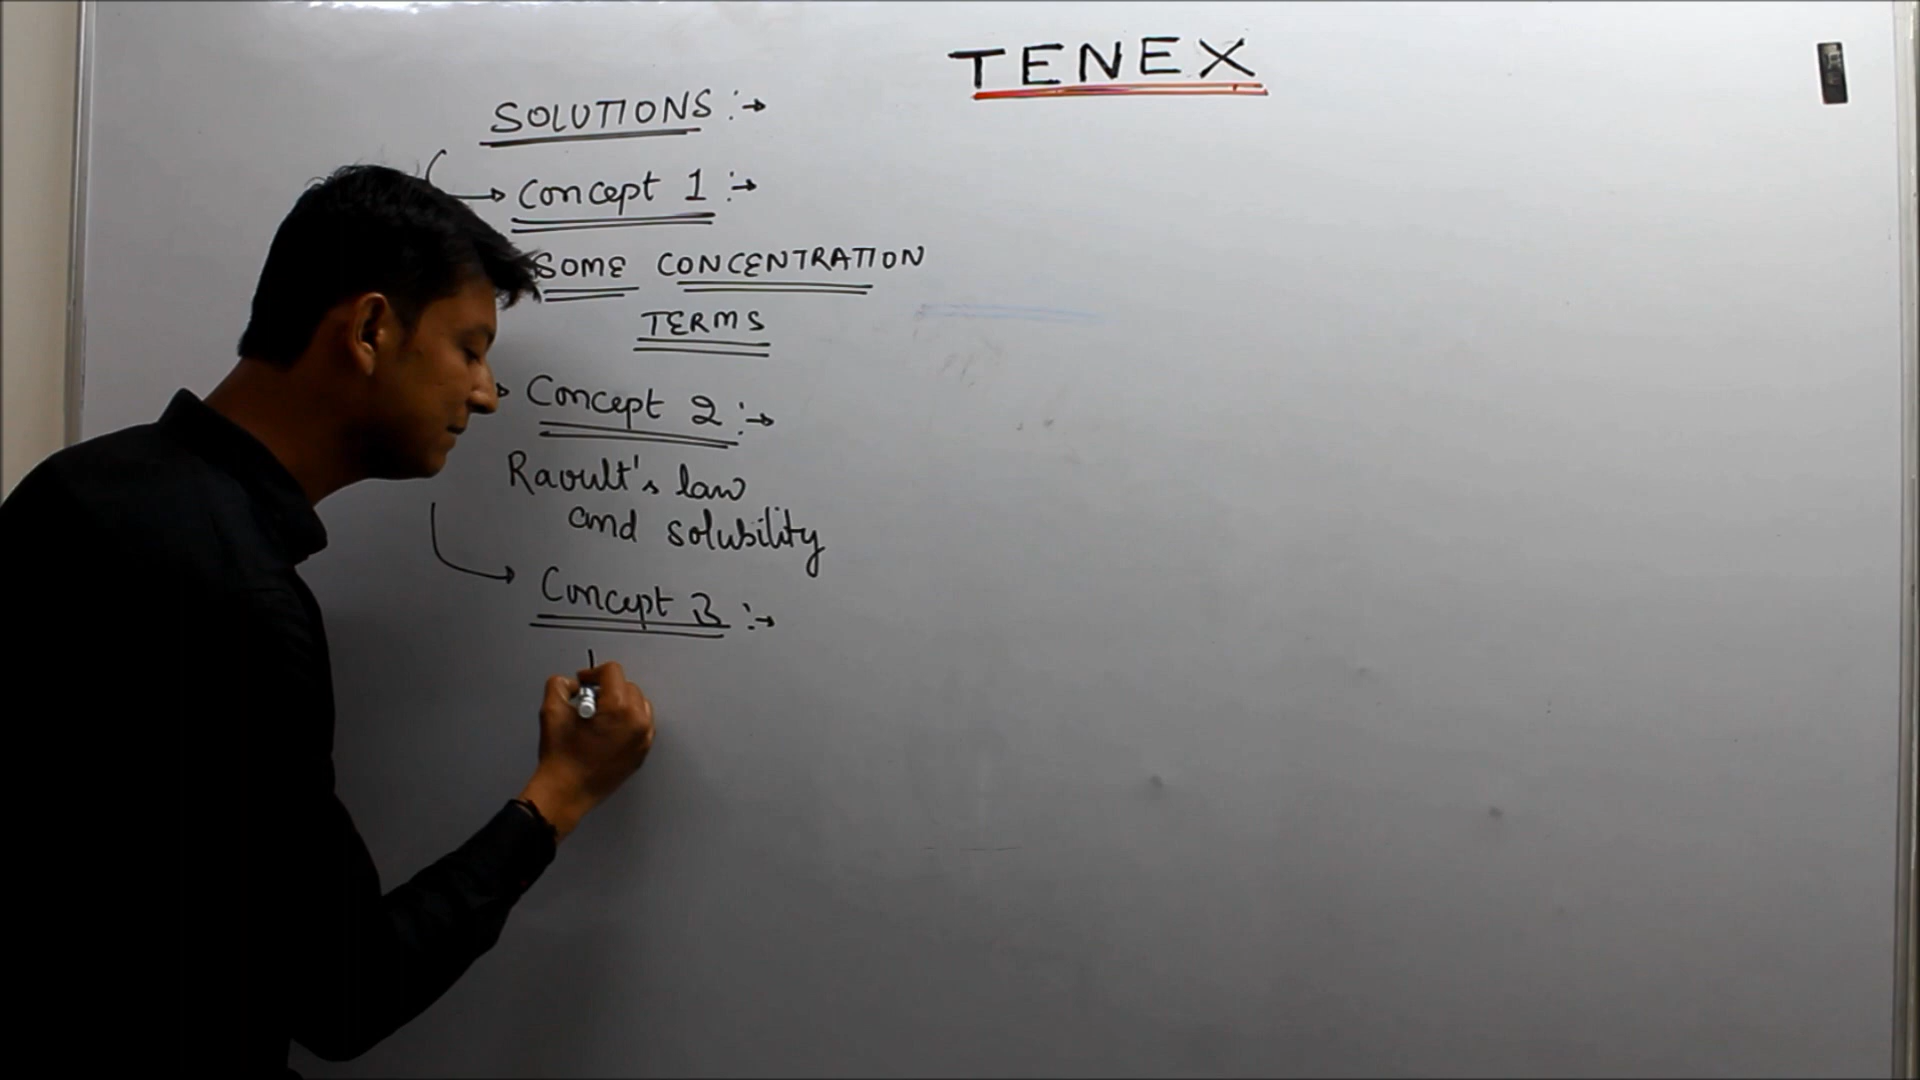 TENEX
SOLUTIONS :→
→ Concept 1 :→
SOME CONCENTRATION
TERMS
→ Concept 2 :→
Raoult's law
and solubility
→ Concept 3 :→